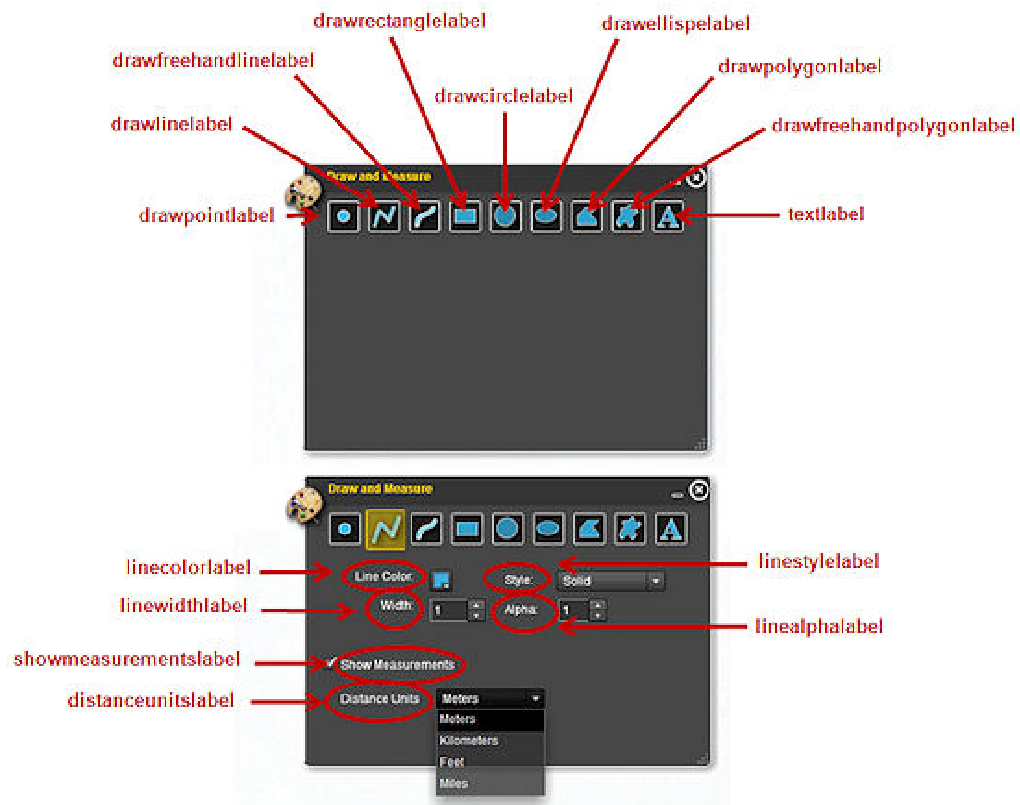 drawrectanglelabel
drawellispelabel
drawfreehandlinelabel
drawpolygonlabel
drawcirclelabel
drawlinelabel
drawfreehandpolygonlabel
Draw and Measure
drawpointlabel
A
textlabel
Draw and Measure
A
linecolorlabel
Line Color:
Style:
Solid
linestylelabel
linewidthlabel
Width:
1
Alpha:
1
linealphalabel
showmeasurementslabel
Show Measurements
distanceunitslabel
Distance Units
Meters
Meters
Kilometers
Feet
Miles